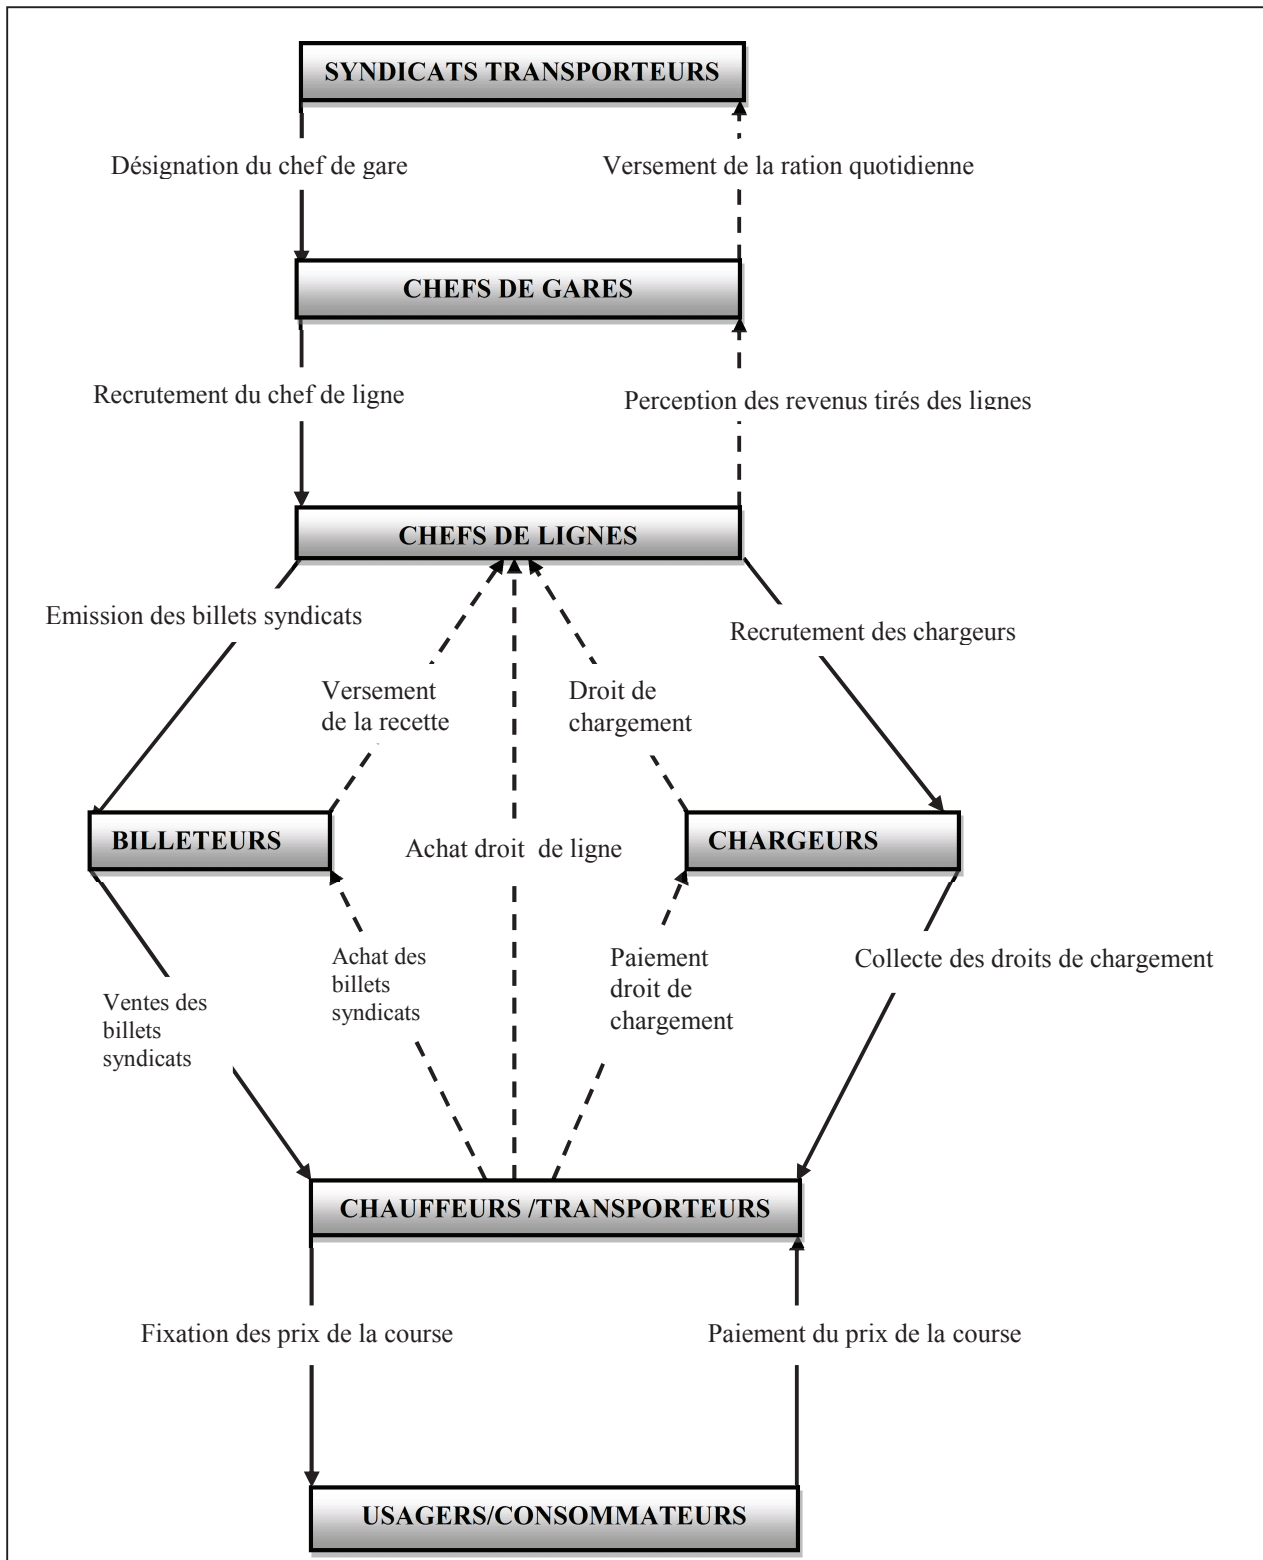 SYNDICATS TRANSPORTEURS
Désignation du chef de gare
Versement de la ration quotidienne
CHEFS DE GARES
Recrutement du chef de ligne
Perception des revenus tirés des lignes
CHEFS DE LIGNES
Emission des billets syndicats
Recrutement des chargeurs
Versement
de la recette
Droit de
chargement
BILLETEURS
Achat droit de ligne
CHARGEURS
Achat des
billets
syndicats
Paiement
droit de
chargement
Collecte des droits de chargement
Ventes des
billets
syndicats
CHAUFFEURS /TRANSPORTEURS
Fixation des prix de la course
Paiement du prix de la course
USAGERS/CONSOMMATEURS